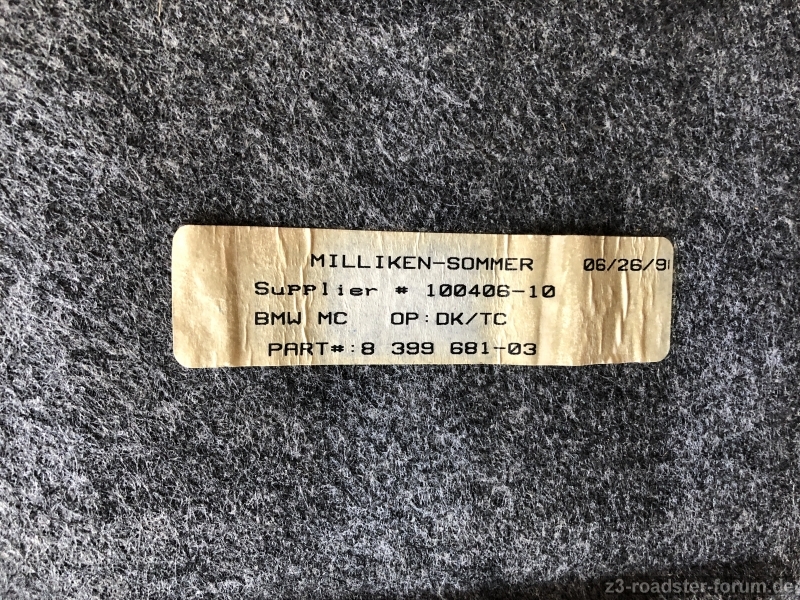 MILLIKEN-SOMMER 06/26/9
Supplier # 100406-10
BMW MC OP:DK/TC
PART#:8 399 681-03
z3-roadster-forum.de